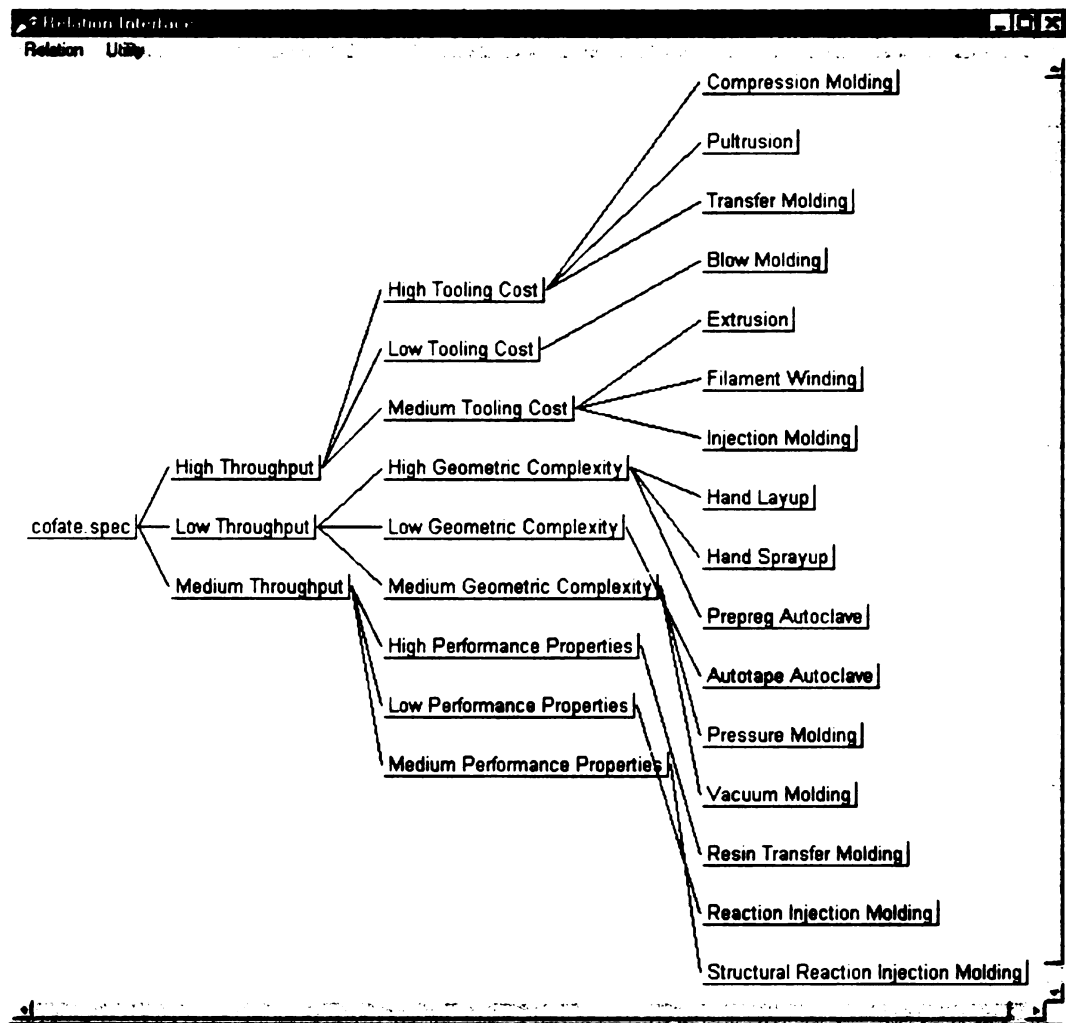 Relation Interface
Relation Utility
Compression Molding
Pultrusion
Transfer Molding
Blow Molding
High Tooling Cost
Extrusion
Low Tooling Cost
Filament Winding
Medium Tooling Cost
Injection Molding
High Throughput
High Geometric Complexity
Hand Layup
cofate.spec
Low Throughput
Low Geometric Complexity
Hand Sprayup
Medium Throughput
Medium Geometric Complexity
Prepreg Autoclave
High Performance Properties
Autotape Autoclave
Low Performance Properties
Pressure Molding
Medium Performance Properties
Vacuum Molding
Resin Transfer Molding
Reaction Injection Molding
Structural Reaction Injection Molding